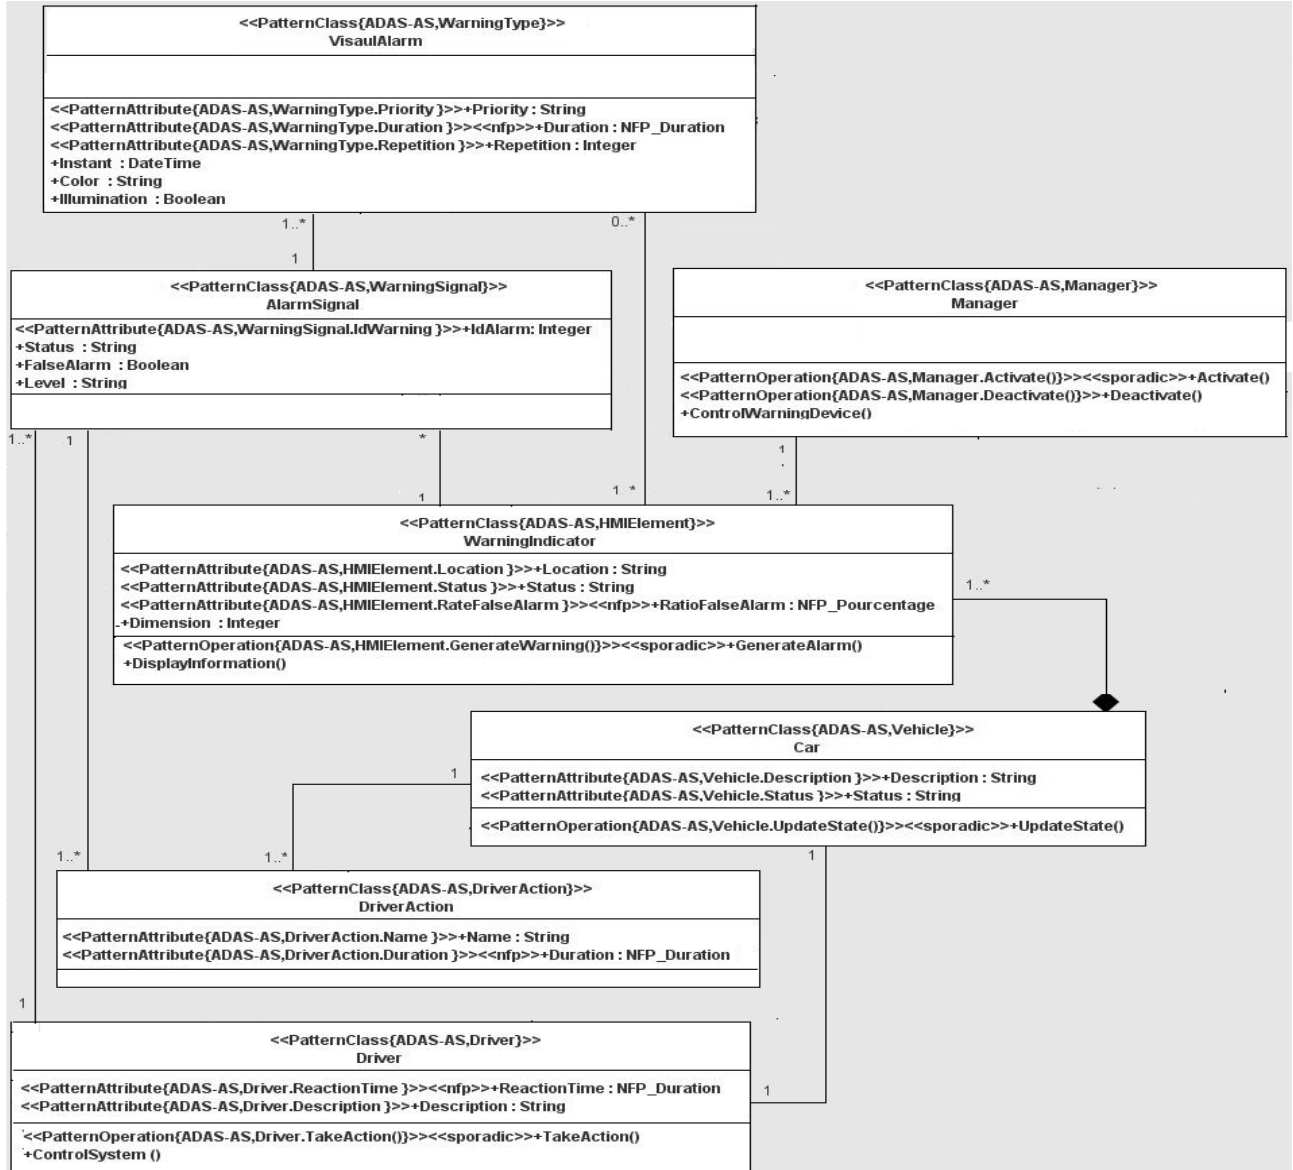 <<PatternClass{ADAS-AS,WarningType}>>
VisaulAlarm
<<PatternAttribute{ADAS-AS,WarningType.Priority }>>+Priority : String
<<PatternAttribute{ADAS-AS,WarningType.Duration }>><<nfp>>+Duration : NFP_Duration
<<PatternAttribute{ADAS-AS,WarningType.Repetition }>>+Repetition : Integer
+Instant : DateTime
+Color : String
+Illumination : Boolean
1..*
0..*
1
<<PatternClass{ADAS-AS,WarningSignal}>>
AlarmSignal
<<PatternAttribute{ADAS-AS,WarningSignal.IdWarning }>>+IdAlarm: Integer
+Status : String
+FalseAlarm : Boolean
+Level : String
<<PatternClass{ADAS-AS,Manager}>>
Manager
<<PatternOperation{ADAS-AS,Manager.Activate()}>><<sporadic>>+Activate()
<<PatternOperation{ADAS-AS,Manager.Deactivate()}>>+Deactivate()
+ControlWarningDevice()
1..*
1
*
1
1
1..*
1..*
<<PatternClass{ADAS-AS,HMIElement}>>
WarningIndicator
<<PatternAttribute{ADAS-AS,HMIElement.Location }>>+Location : String
<<PatternAttribute{ADAS-AS,HMIElement.Status }>>+Status : String
<<PatternAttribute{ADAS-AS,HMIElement.RateFalseAlarm }>><<nfp>>+RatioFalseAlarm : NFP_Pourcentage
+Dimension : Integer
<<PatternOperation{ADAS-AS,HMIElement.GenerateWarning()}>><<sporadic>>+GenerateAlarm()
+DisplayInformation()
1..*
<<PatternClass{ADAS-AS,Vehicle}>>
Car
<<PatternAttribute{ADAS-AS,Vehicle.Description }>>+Description : String
<<PatternAttribute{ADAS-AS,Vehicle.Status }>>+Status : String
<<PatternOperation{ADAS-AS,Vehicle.UpdateState()}>><<sporadic>>+UpdateState()
1
1..*
1..*
1
<<PatternClass{ADAS-AS,DriverAction}>>
DriverAction
<<PatternAttribute{ADAS-AS,DriverAction.Name }>>+Name : String
<<PatternAttribute{ADAS-AS,DriverAction.Duration }>><<nfp>>+Duration : NFP_Duration
1
<<PatternClass{ADAS-AS,Driver}>>
Driver
<<PatternAttribute{ADAS-AS,Driver.ReactionTime }>><<nfp>>+ReactionTime : NFP_Duration
<<PatternAttribute{ADAS-AS,Driver.Description }>>+Description : String
<<PatternOperation{ADAS-AS,Driver.TakeAction()}>><<sporadic>>+TakeAction()
+ControlSystem ()
1